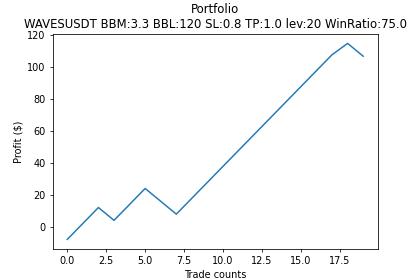 Portfolio
WAVESUSDT BBM:3.3 BBL:120 SL:0.8 TP:1.0 lev:20 WinRatio:75.0
120
100
80
60
40
20
0
Profit ($)
0.0 2.5 5.0 7.5 10.0 12.5 15.0 17.5
Trade counts